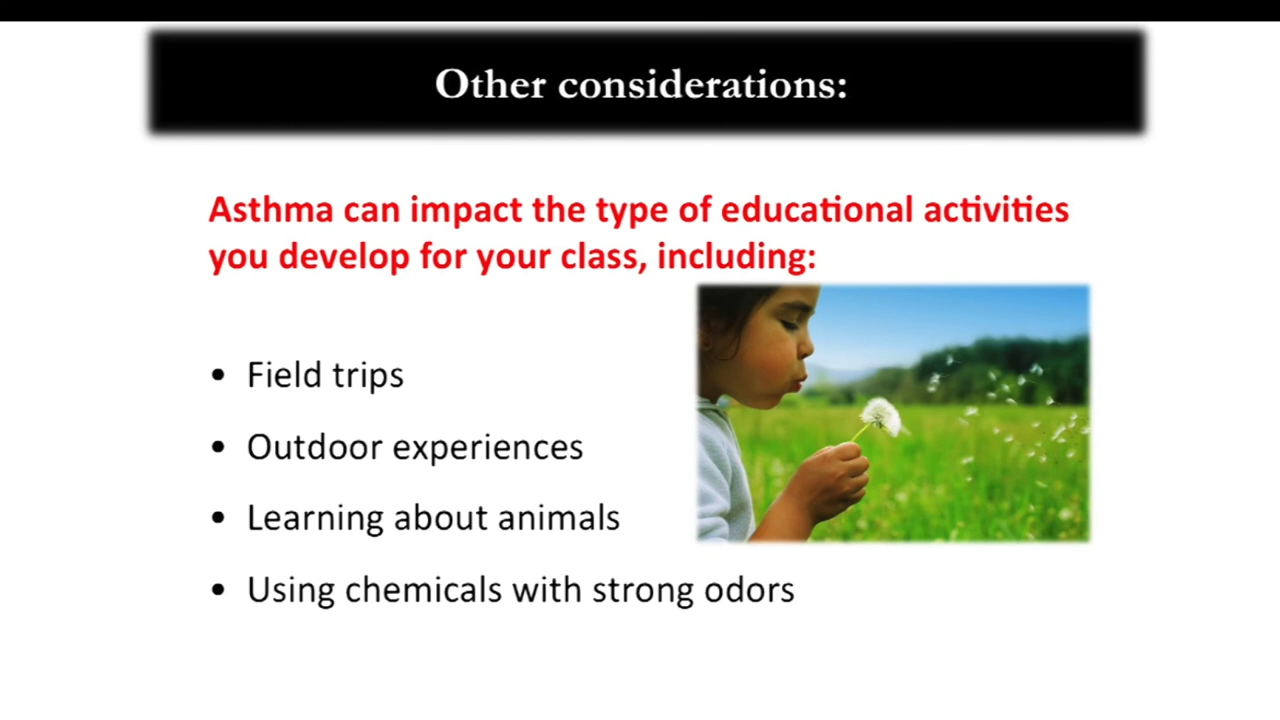 Other considerations:
Asthma can impact the type of educational activities
you develop for your class, including:
• Field trips
• Outdoor experiences
• Learning about animals
• Using chemicals with strong odors